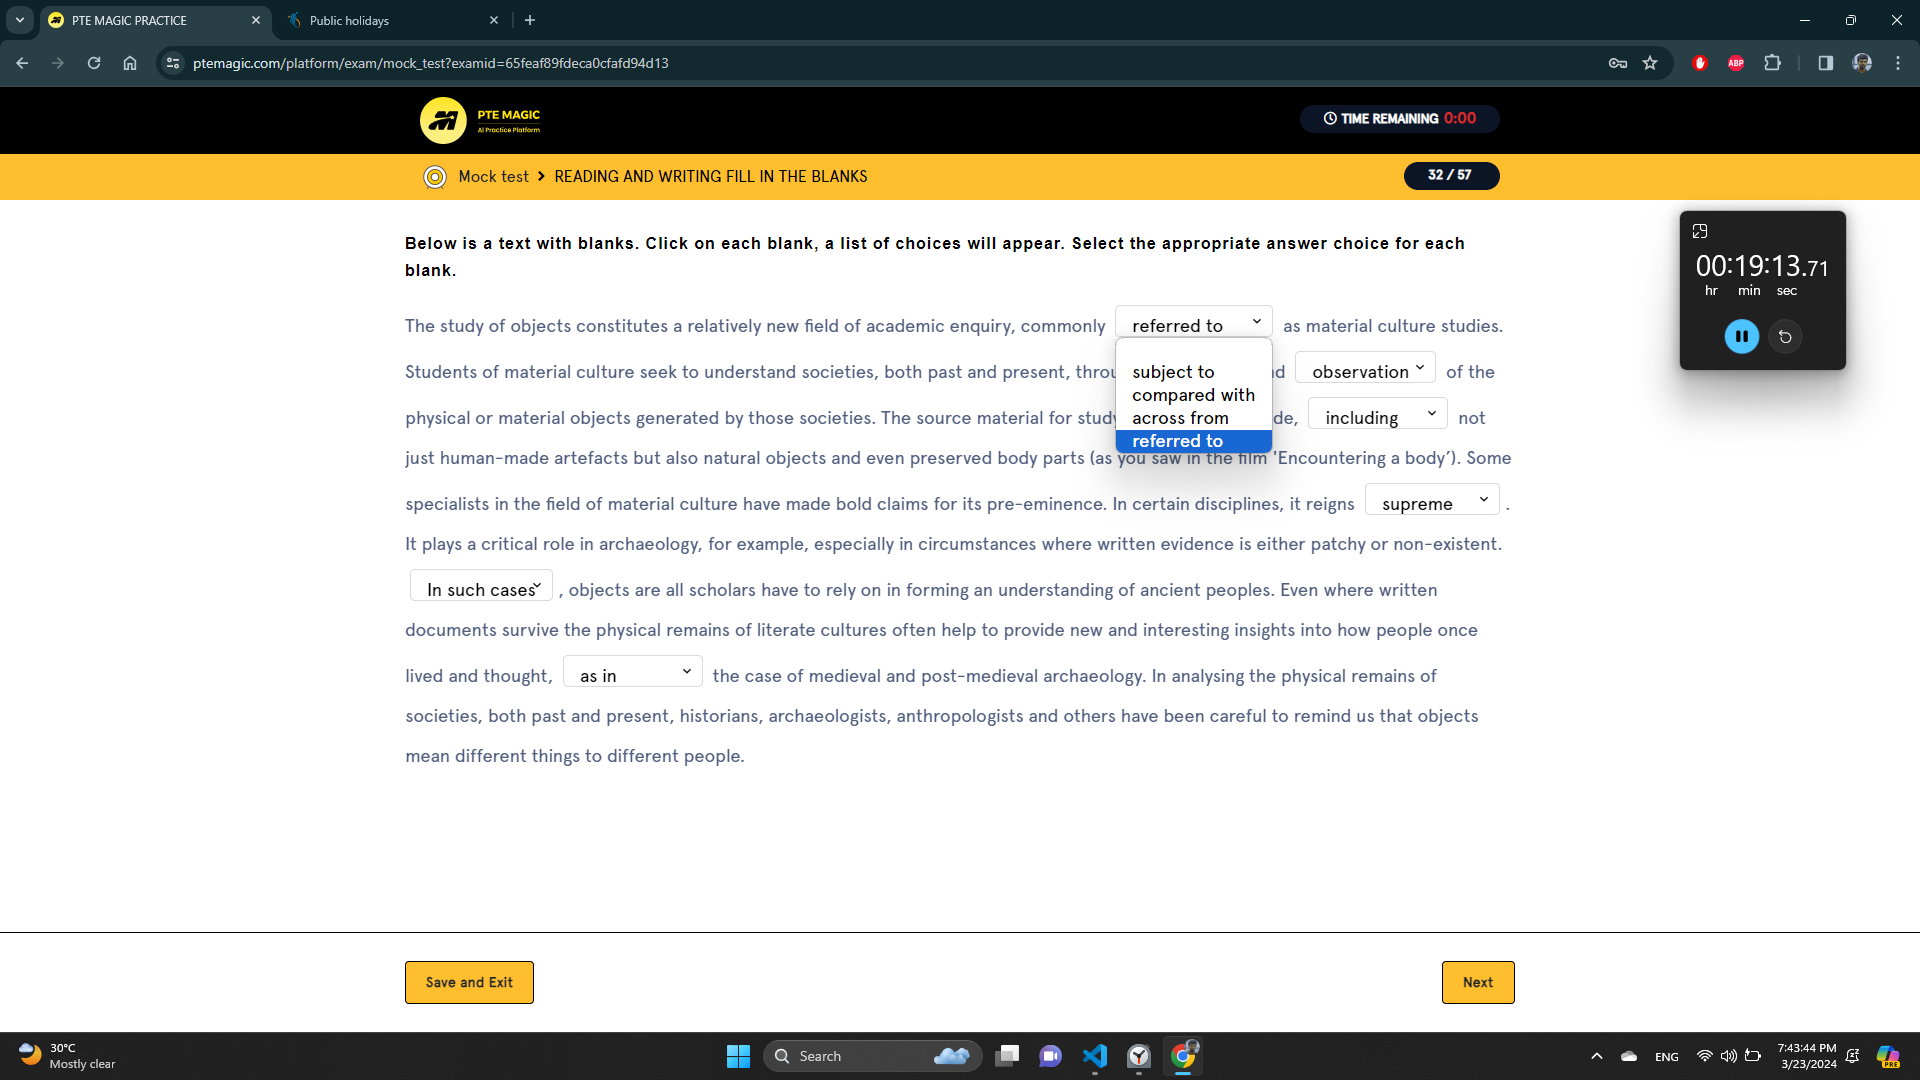 PTE MAGIC PRACTICE
Public holidays
ptemagic.com/platform/exam/mock_test?examid=65feaf89fdeca0cfafd94d13
ABP
PTE MAGIC
AI Practice Platform
TIME REMAINING 0:00
Mock test > READING AND WRITING FILL IN THE BLANKS
32 / 57
Below is a text with blanks. Click on each blank, a list of choices will appear. Select the appropriate answer choice for each
blank.
00:19:13.71
hr min sec
The study of objects constitutes a relatively new field of academic enquiry, commonly referred to as material culture studies.
subject to
compared with
across from
referred to
Students of material culture seek to understand societies, both past and present, throu d observation of the
physical or material objects generated by those societies. The source material for study de, including not
just human-made artefacts but also natural objects and even preserved body parts (as you saw in the film 'Encountering a body'). Some
specialists in the field of material culture have made bold claims for its pre-eminence. In certain disciplines, it reigns supreme .
It plays a critical role in archaeology, for example, especially in circumstances where written evidence is either patchy or non-existent.
In such cases , objects are all scholars have to rely on in forming an understanding of ancient peoples. Even where written
documents survive the physical remains of literate cultures often help to provide new and interesting insights into how people once
lived and thought, as in the case of medieval and post-medieval archaeology. In analysing the physical remains of
societies, both past and present, historians, archaeologists, anthropologists and others have been careful to remind us that objects
mean different things to different people.
Save and Exit
Next
30°C
Mostly clear
Search
ENG
7:43:44 PM
3/23/2024
PRE